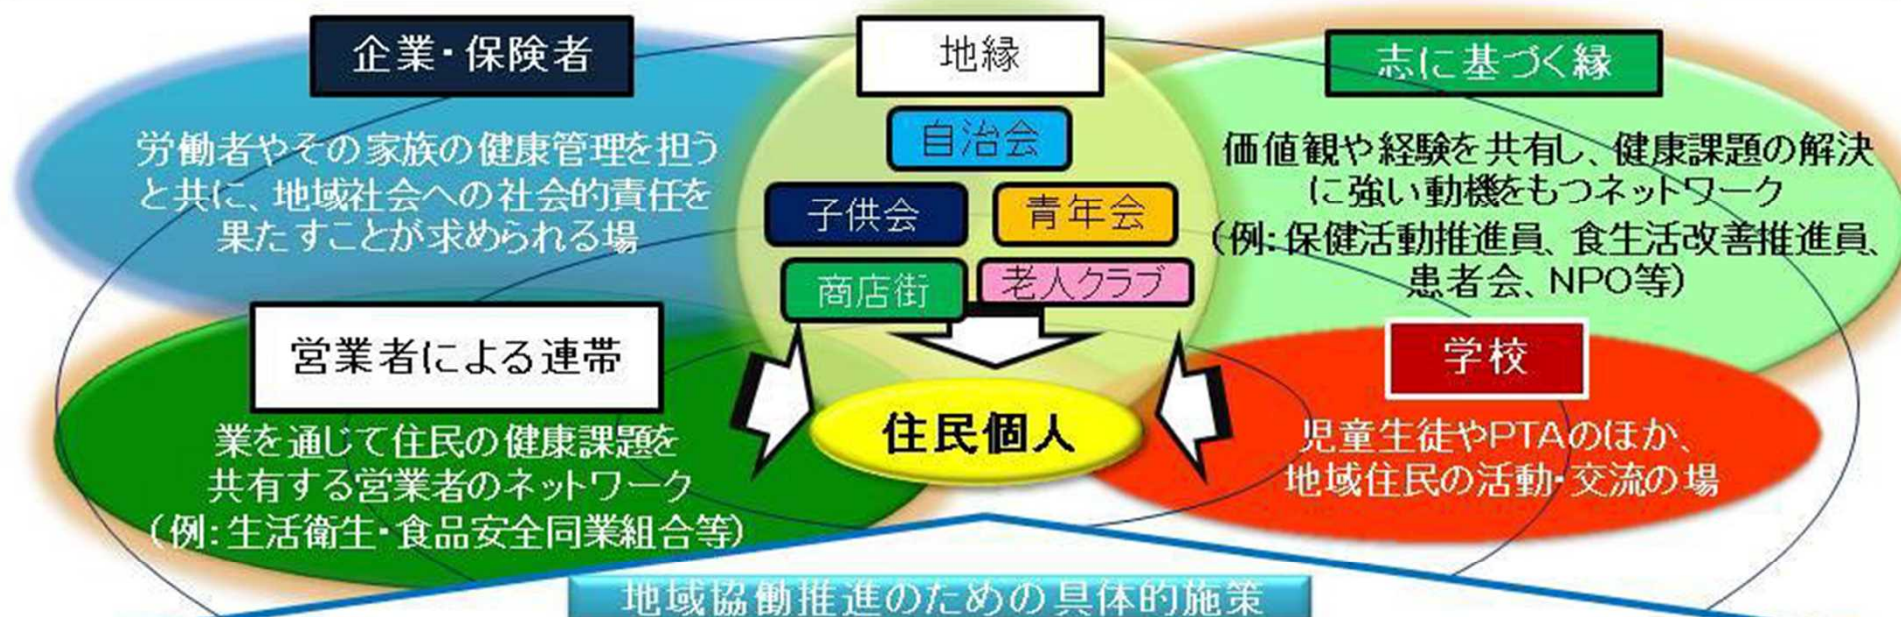 企業・保険者
労働者やその家族の健康管理を担う
と共に、地域社会への社会的責任を
果たすことが求められる場
地縁
自治会
子供会
青年会
商店街
老人クラブ
志に基づく縁
価値観や経験を共有し、健康課題の解決
に強い動機をもつネットワーク
（例：保健活動推進員、食生活改善推進員、
患者会、NPO等）
営業者による連帯
業を通じて住民の健康課題を
共有する営業者のネットワーク
（例：生活衛生・食品安全同業組合等）
住民個人
学校
児童生徒やPTAのほか、
地域住民の活動・交流の場
地域協働推進のための具体的施策